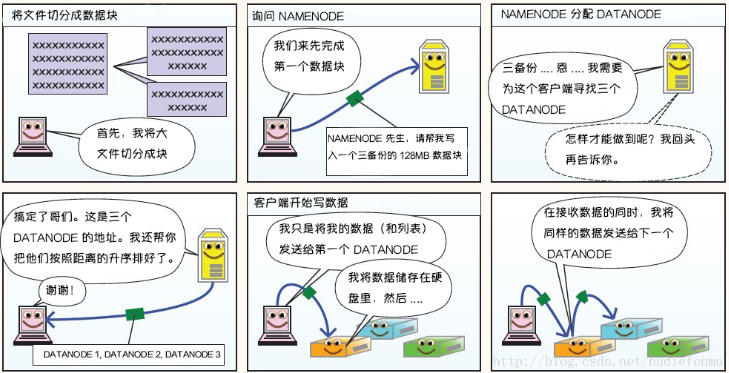 将文件切分成数据块
XXXXXXXXXXXXX
XXXXXXXXXXXXX
XXXXXXXXXXXXX
XXXXXXXXXXXXX
XXXXXXXXXXXXX
XXXXXXXXXXXXX
XXXXXX
XXXXXXXXXXXXX
XXXXXX
首先，我将大
文件切分成块
询问 NAMENODE
我们来先完成
第一个数据块
NAMENODE 先生，请帮我写
入一个三备份的 128MB 数据块
NAMENODE 分配 DATANODE
三备份 .... 恩 .... 我需要
为这个客户端寻找三个
DATANODE
怎样才能做到呢？我回头
再告诉你。
搞定了哥们。这是三个
DATANODE 的地址。我还帮你
把他们按照距离的升序排好了。
谢谢!
DATANODE 1, DATANODE 2, DATANODE 3
客户端开始写数据
我只是将我的数据（和列表）
发送给第一个 DATANODE
我将数据储存在硬
盘里，然后 ....
在接收数据的同时，我将
同样的数据发送给下一个
DATANODE
http://blog.csdn.net/hudiefenmu